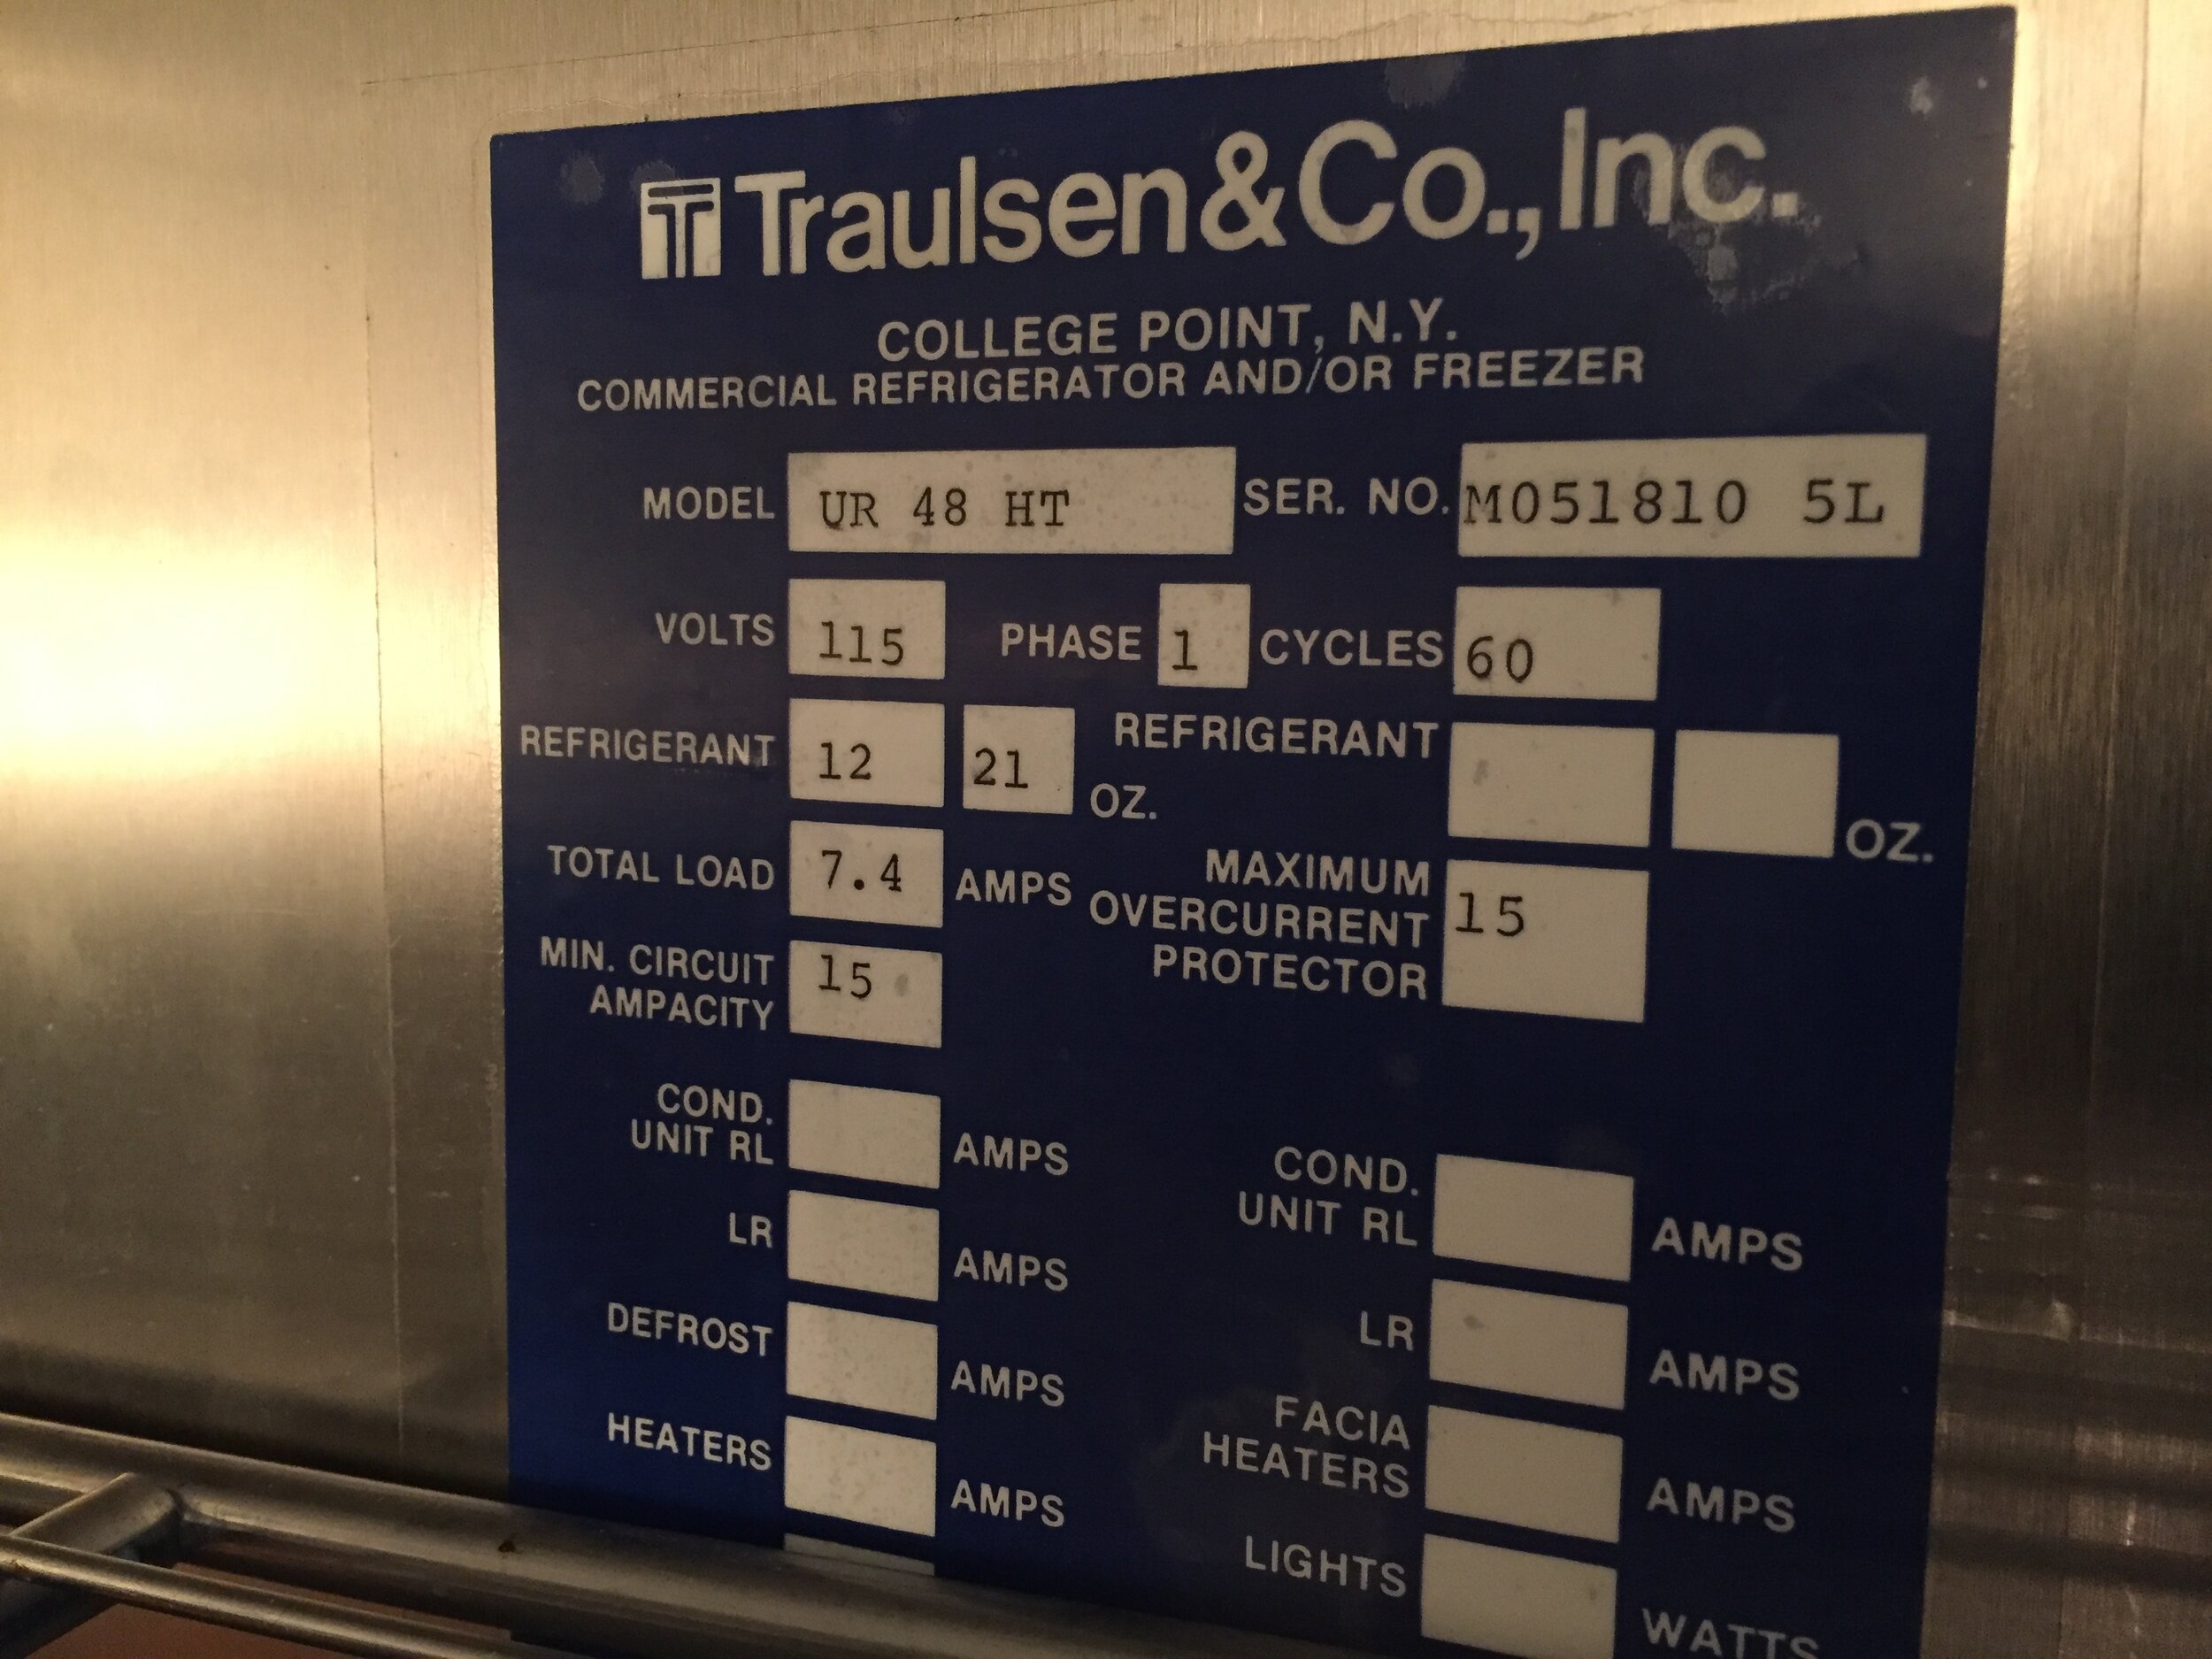 T Traulsen & Co., Inc.
COLLEGE POINT, N.Y.
COMMERCIAL REFRIGERATOR AND/OR FREEZER
MODEL UR 48 HT SER. NO. M051810 5L
VOLTS 115 PHASE 1 CYCLES 60
REFRIGERANT 12 21 OZ. REFRIGERANT OZ.
TOTAL LOAD 7.4 AMPS
MAXIMUM
OVERCURRENT
PROTECTOR 15
MIN. CIRCUIT
AMPACITY 15
COND.
UNIT RL AMPS
COND.
UNIT RL AMPS
LR AMPS
LR AMPS
DEFROST AMPS
FACIA
HEATERS AMPS
HEATERS AMPS
LIGHTS WATTS